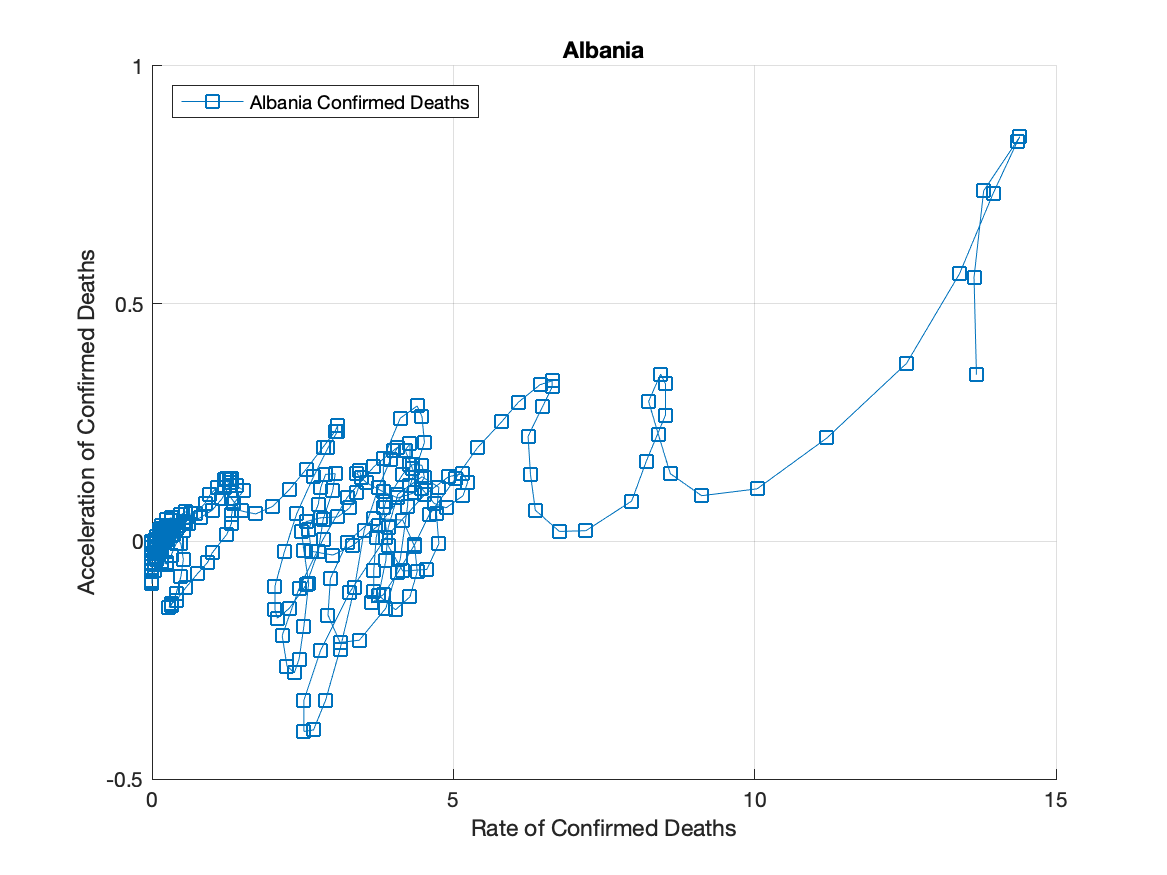 Albania
Albania Confirmed Deaths
1
0.5
0
-0.5
Acceleration of Confirmed Deaths
0
5
10
15
Rate of Confirmed Deaths